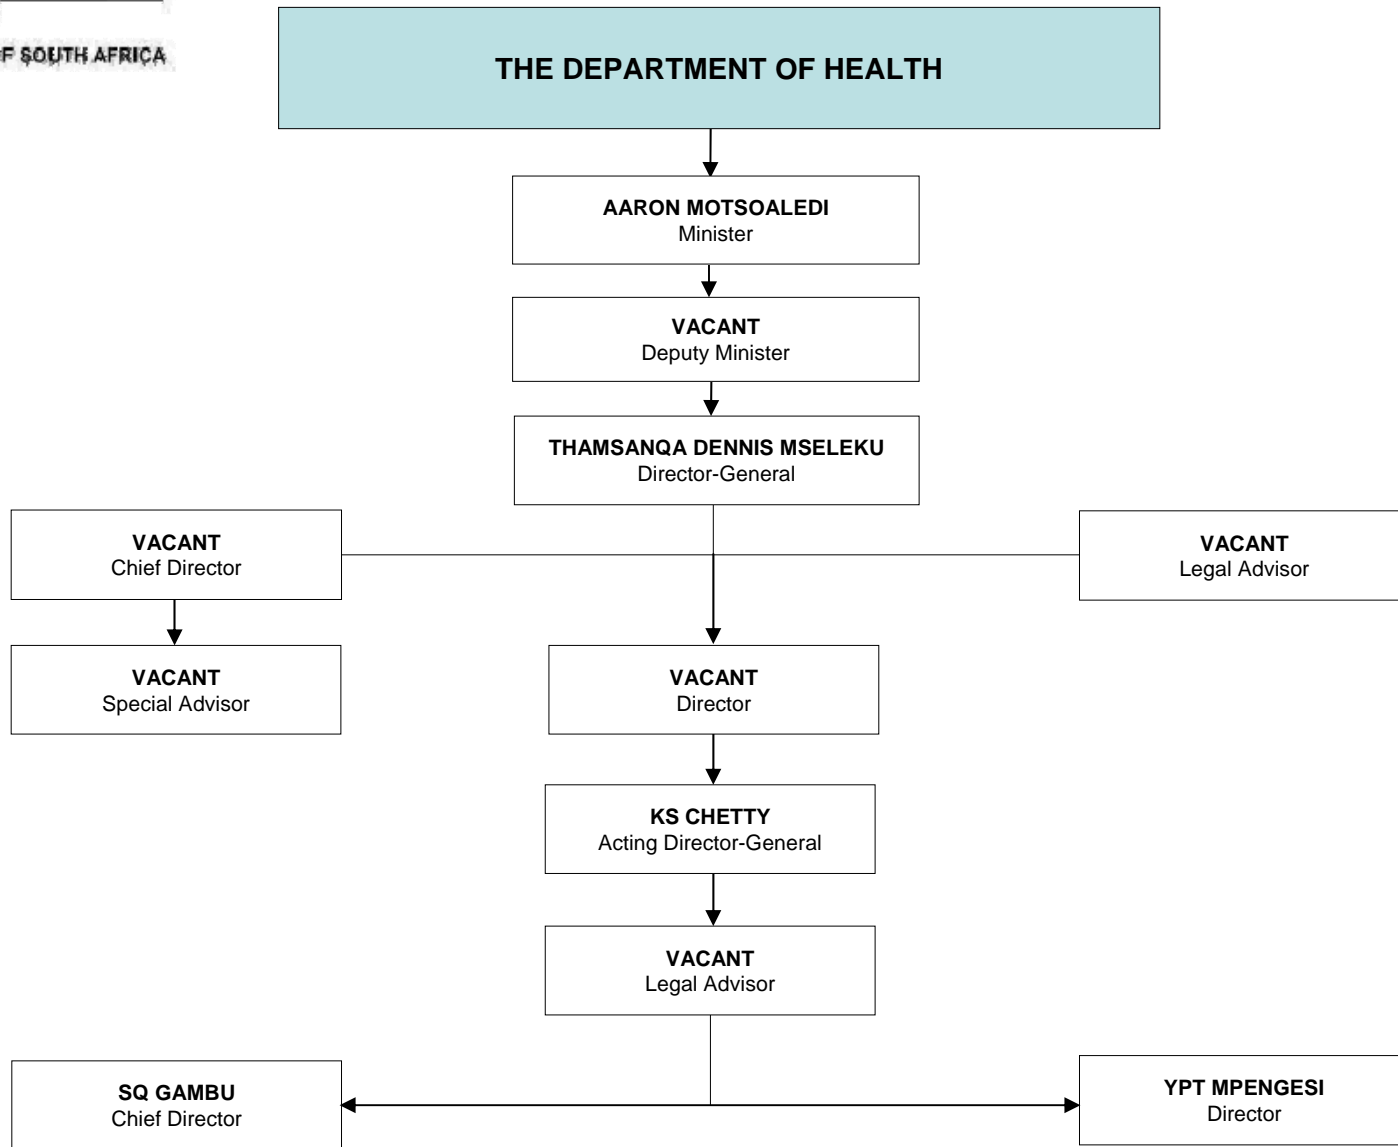 F SOUTH AFRICA
THE DEPARTMENT OF HEALTH
AARON MOTSOALEDI
Minister
VACANT
Deputy Minister
THAMSANQA DENNIS MSELEKU
Director-General
VACANT
Chief Director
VACANT
Legal Advisor
VACANT
Special Advisor
VACANT
Director
KS CHETTY
Acting Director-General
VACANT
Legal Advisor
SQ GAMBU
Chief Director
YPT MPENGESI
Director